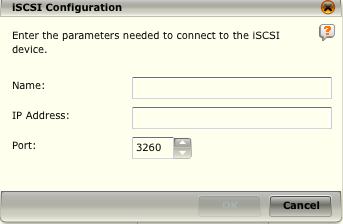 iSCSI Configuration
Enter the parameters needed to connect to the iSCSI
device.
Name:
IP Address:
Port:
3260
OK
Cancel